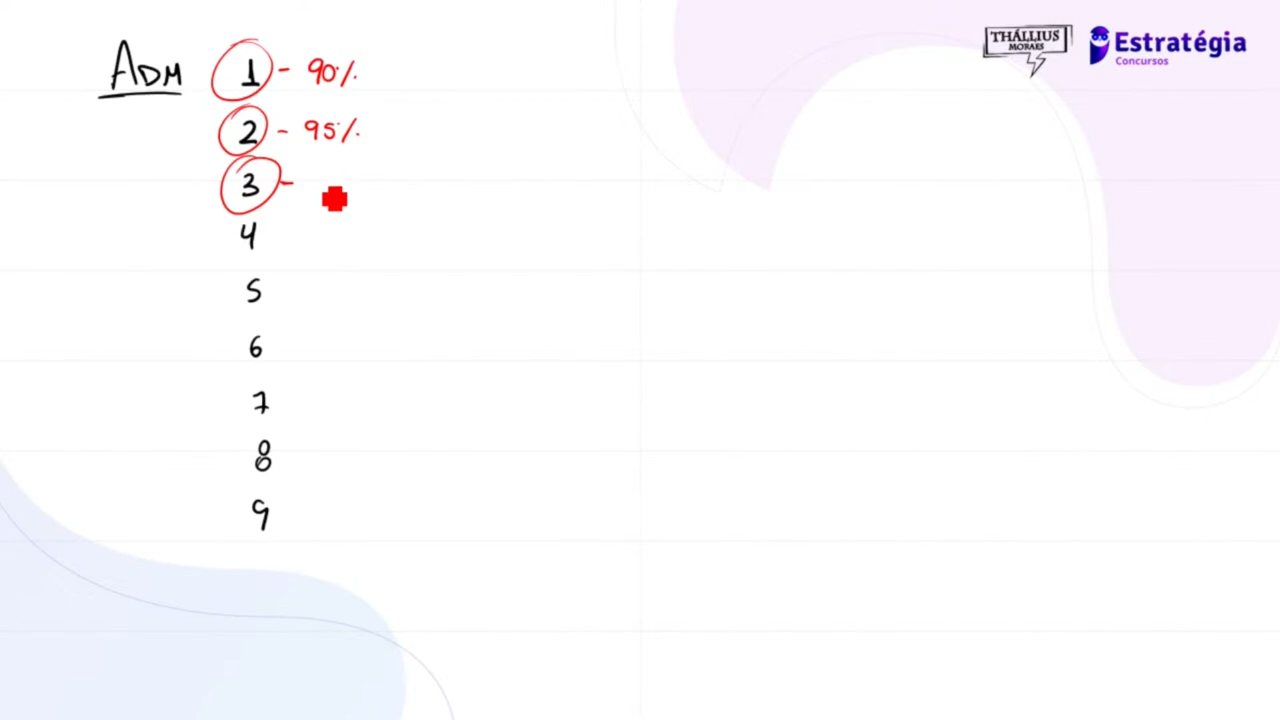 ADM 1 - 90%
2 - 95%
3 -
4
5
6
7
8
9
THÁLLIUS
MORAES
Estratégia
Concursos